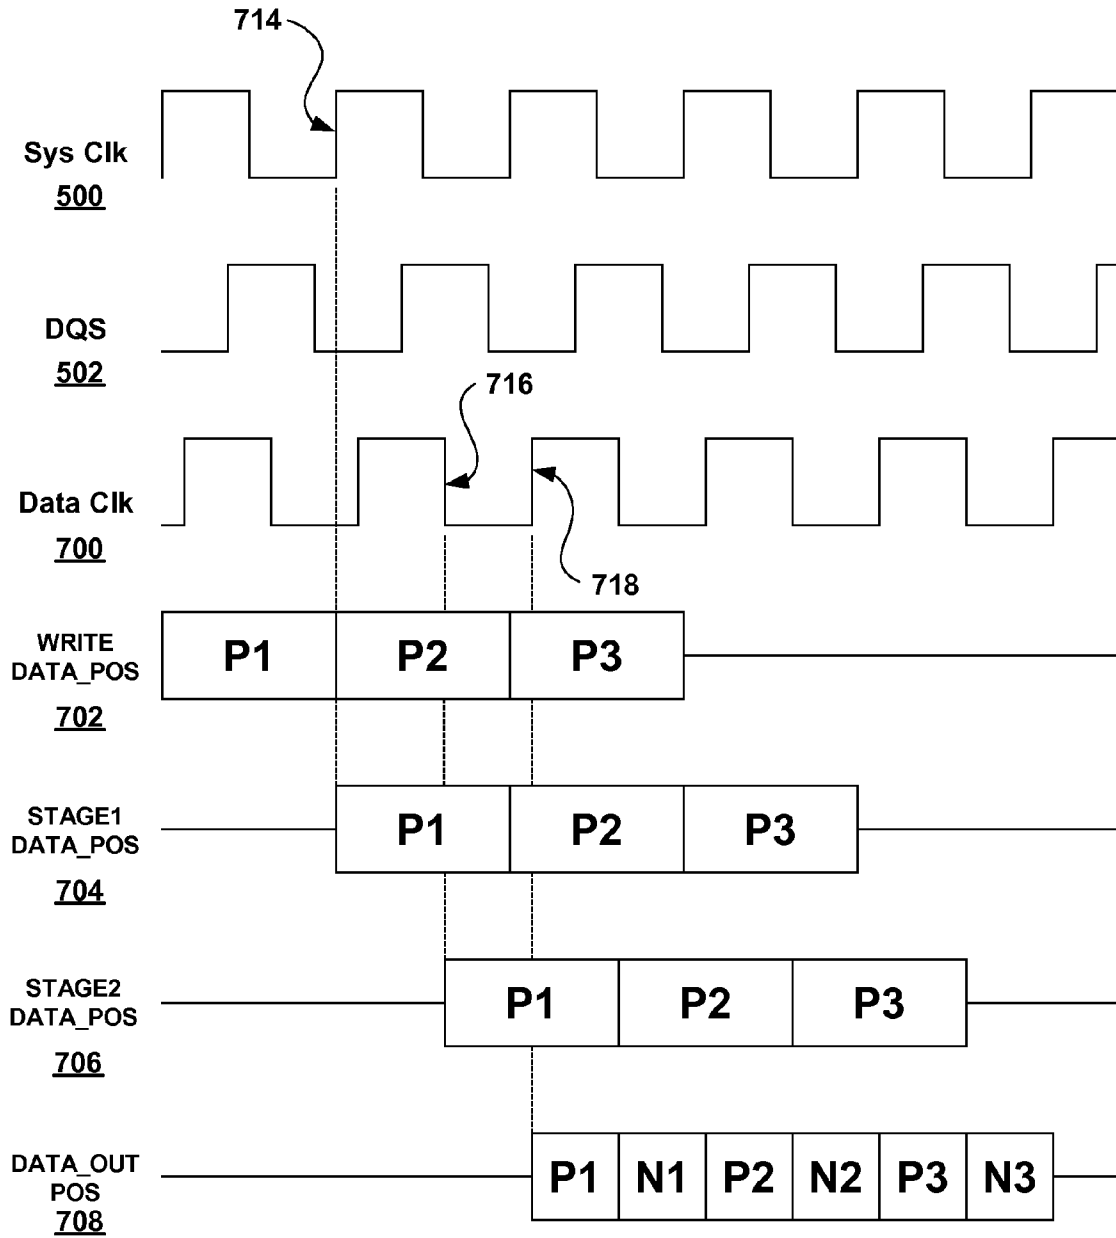 714
Sys Clk
500
DQS
502
716
Data Clk
700
718
WRITE
DATA_POS
702
P1 P2 P3
STAGE1
DATA_POS
704
P1 P2 P3
STAGE2
DATA_POS
706
P1 P2 P3
DATA_OUT
POS
708
P1 N1 P2 N2 P3 N3